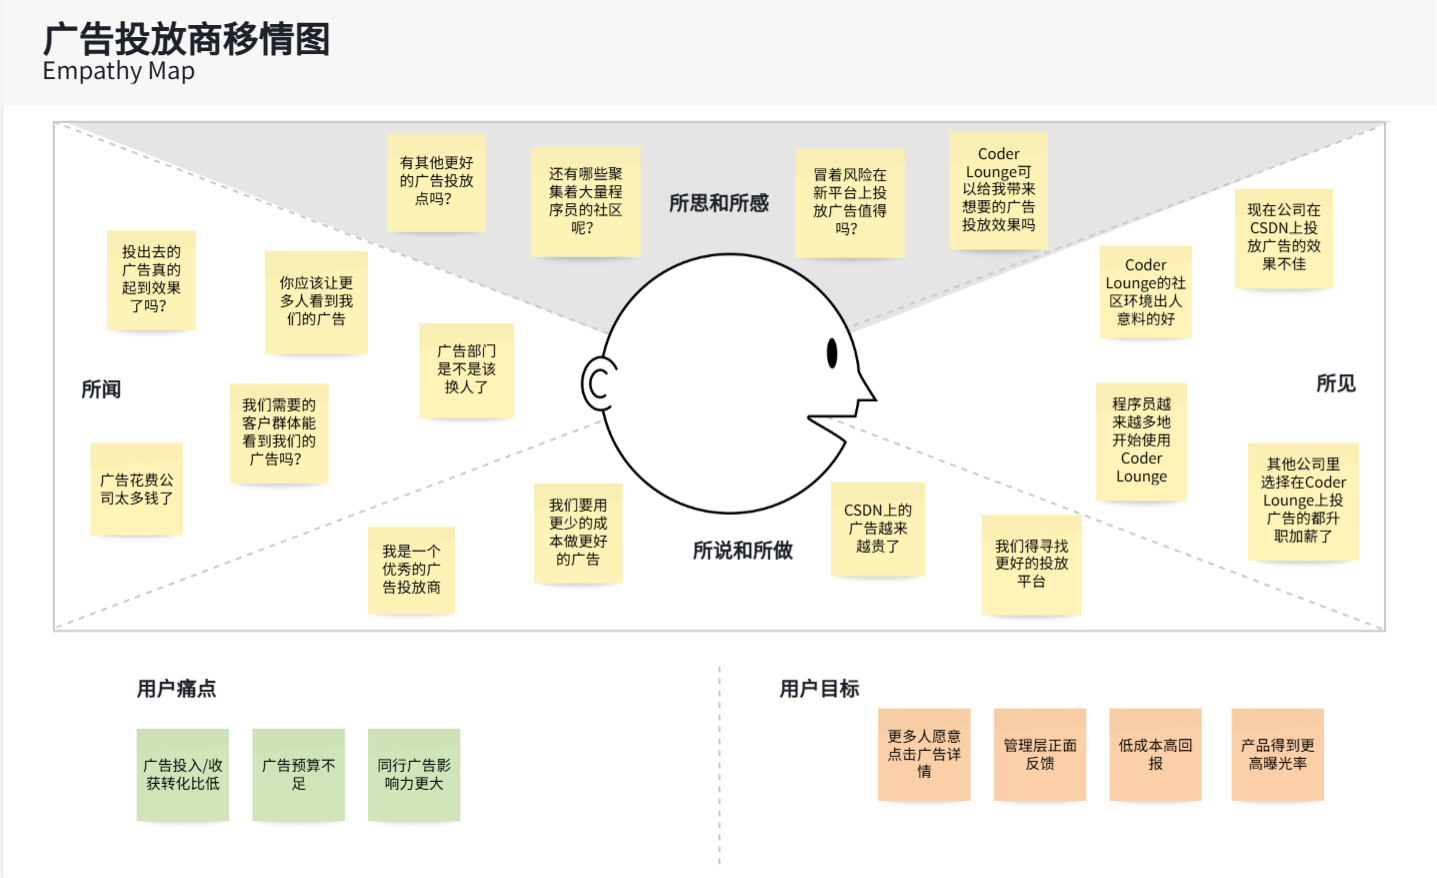 广告投放商移情图
Empathy Map
所思和所感
有其他更好
的广告投放
点吗？
还有哪些聚
集着大量程
序员的社区
呢？
冒着风险在
新平台上投
放广告值得
吗？
Coder
Lounge可
以给我带来
想要的广告
投放效果吗
所闻
投出去的
广告真的
起到效果
了吗？
你应该让更
多人看到我
们的广告
广告部门
是不是该
换人了
我们需要的
客户群体能
看到我们的
广告吗？
广告花费公
司太多钱了
所见
现在公司在
CSDN上投
放广告的效
果不佳
Coder
Lounge的社
区环境出人
意料的好
程序员越
来越多地
开始使用
Coder
Lounge
其他公司里
选择在Coder
Lounge上投
广告的都升
职加薪了
所说和所做
我是一个
优秀的广
告投放商
我们要用
更少的成
本做更好
的广告
CSDN上的
广告越来
越贵了
我们得寻找
更好的投放
平台
用户痛点
广告投入/收
获转化比低
广告预算不
足
同行广告影
响力更大
用户目标
更多人愿意
点击广告详
情
管理层正面
反馈
低成本高回
报
产品得到更
高曝光率